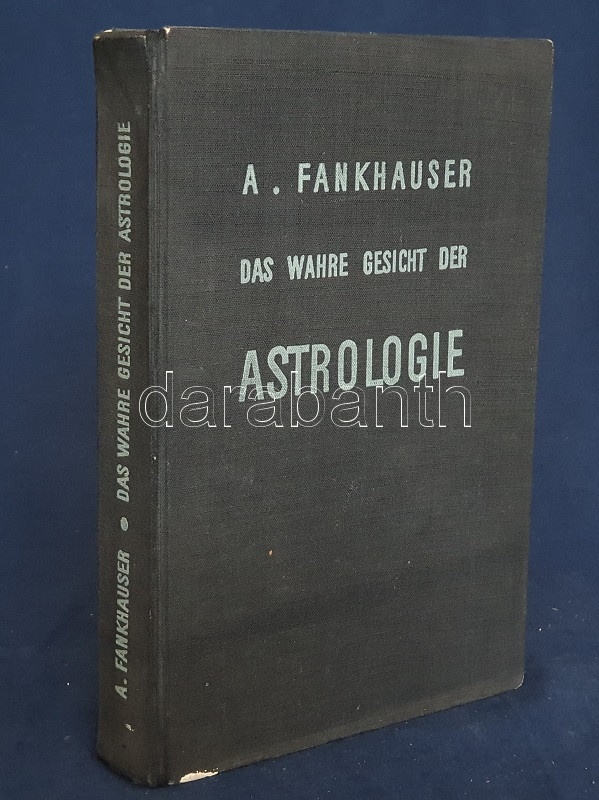 A. FANKHAUSER
DAS WAHRE GESICHT DER
ASTROLOGIE
A. FANKHAUSER • DAS WAHRE GESICHT DER ASTROLOGIE
darabanth